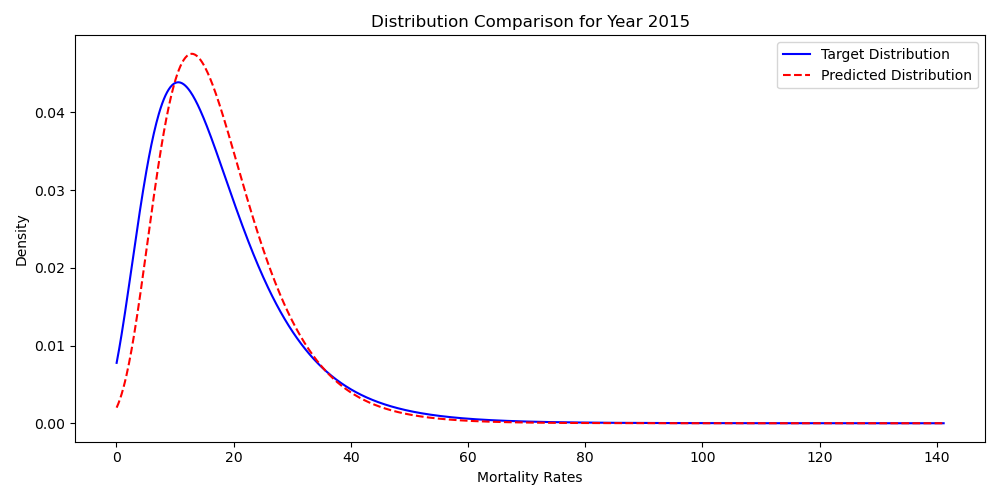 Distribution Comparison for Year 2015
Target Distribution
Predicted Distribution
0.04
0.03
0.02
0.01
0.00
Density
0 20 40 60 80 100 120 140
Mortality Rates